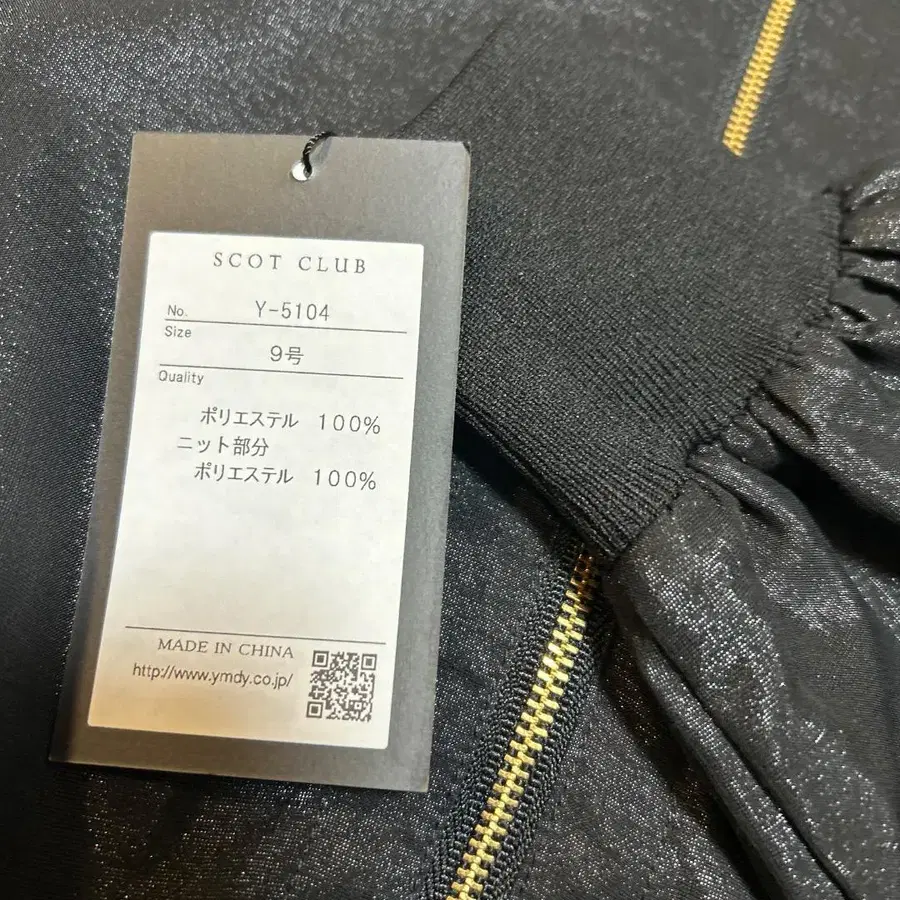 SCOT CLUB
No. Y-5104
Size
9号
Quality
ポリエステル 100%
ニット部分
ポリエステル 100%
MADE IN CHINA
http://www.ymdy.co.jp/